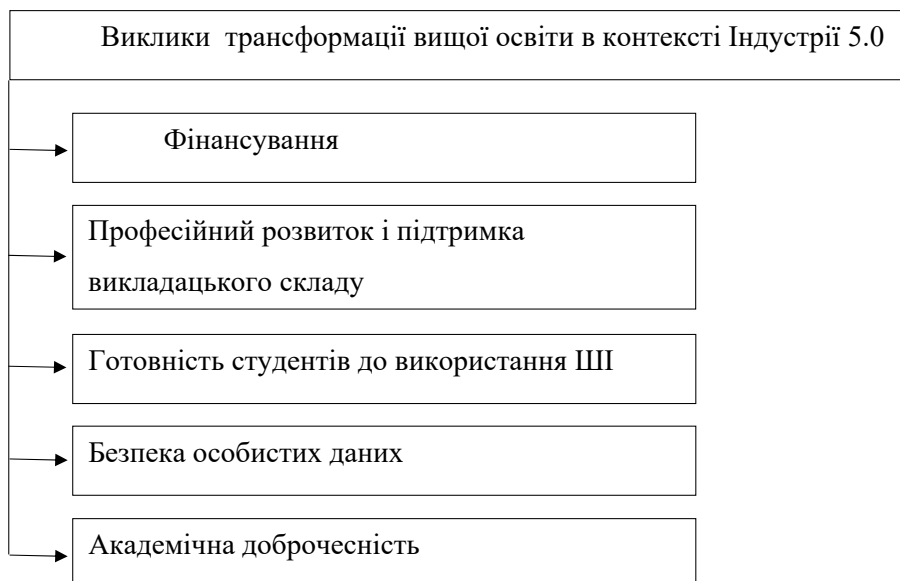 Виклики трансформації вищої освіти в контексті Індустрії 5.0
Фінансування
Професійний розвиток і підтримка
викладацького складу
Готовність студентів до використання ШІ
Безпека особистих даних
Академічна доброчесність